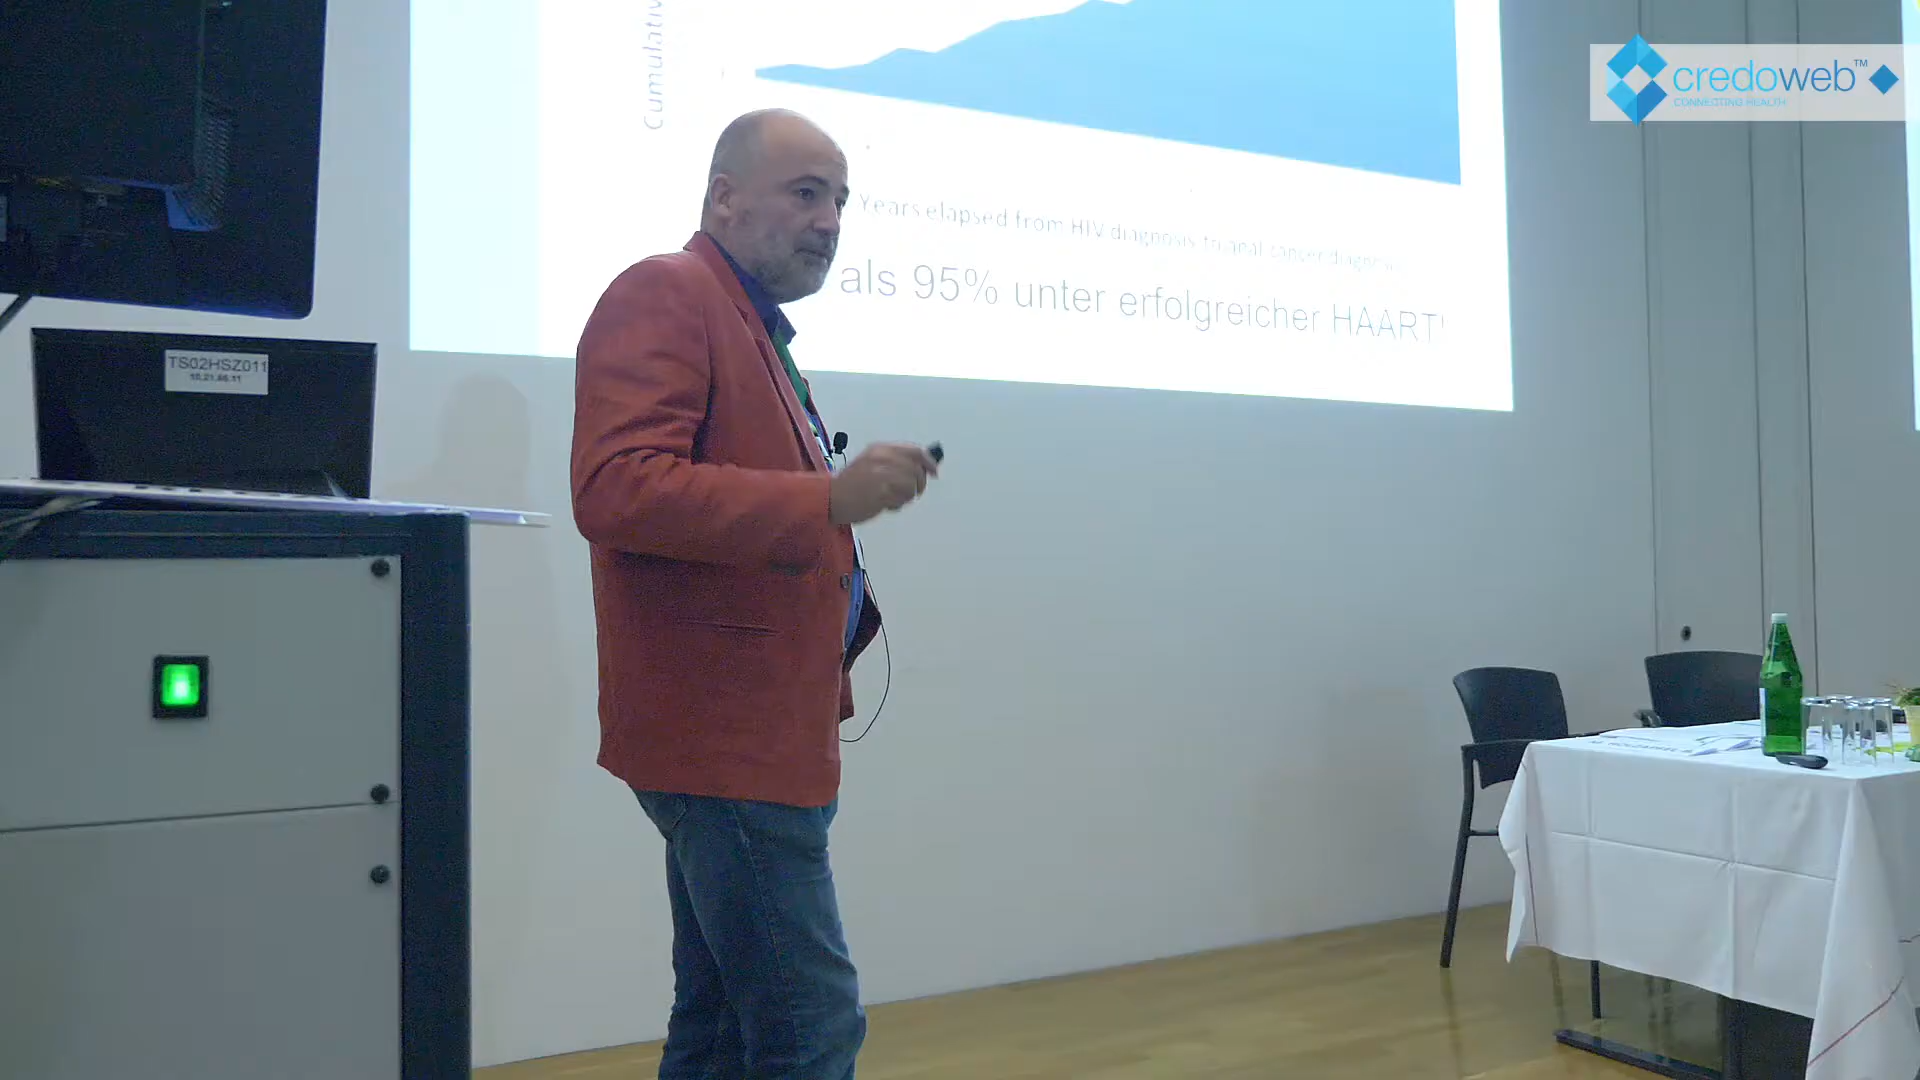 Cumulativ
credoweb™
CONNECTING HEALTH
Years elapsed from HIV diagnosis to anal cancer diagnosis
als 95% unter erfolgreicher HAART!
TS02HSZ011